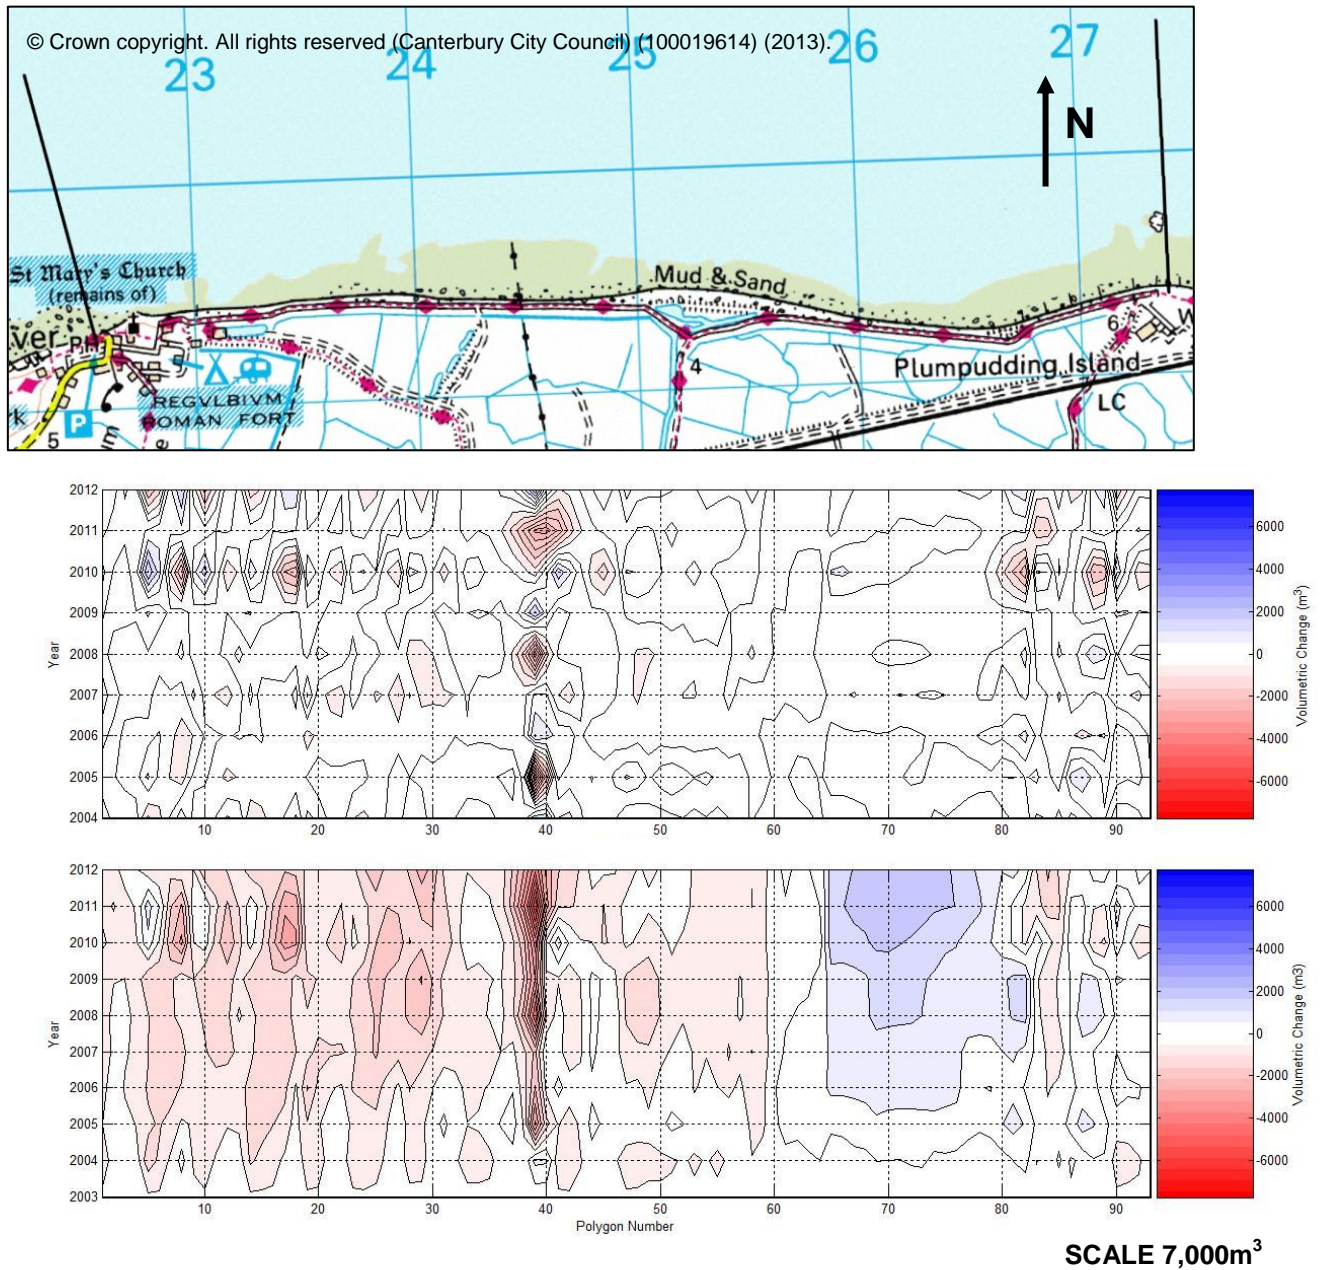 © Crown copyright. All rights reserved (Canterbury City Council) (100019614) (2013).
23 24 25 26 27
N
St Mary's Church
(remains of)
Mud & Sand
ver PH
6
W
4
Plumpudding Island
REGVLBIVM
ROMAN FORT
k
P
5
m
e
LC
2012
2011
2010
2009
2008
2007
2006
2005
2004
Year
10 20 30 40 50 60 70 80 90
6000
4000
2000
0
-2000
-4000
-6000
Volumetric Change (m³)
2012
2011
2010
2009
2008
2007
2006
2005
2004
2003
Year
10 20 30 40 50 60 70 80 90
Polygon Number
6000
4000
2000
0
-2000
-4000
-6000
Volumetric Change (m3)
SCALE 7,000m³